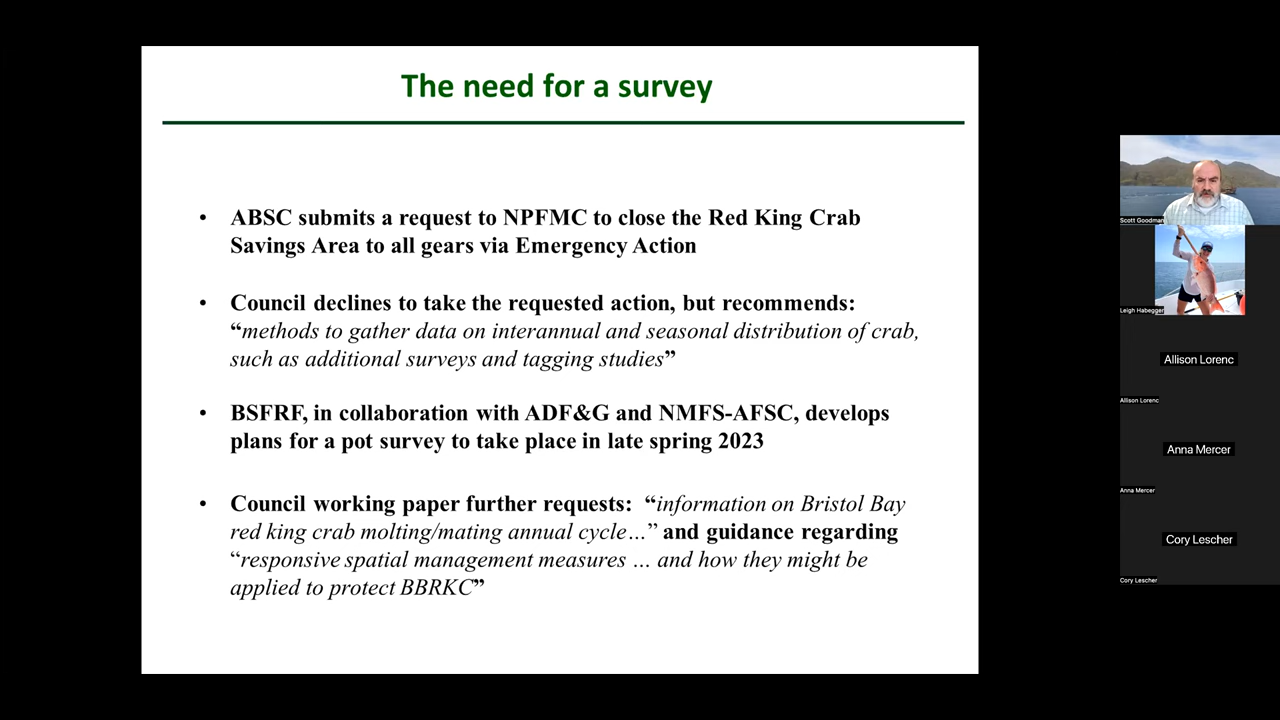 The need for a survey
• ABSC submits a request to NPFMC to close the Red King Crab
Savings Area to all gears via Emergency Action
• Council declines to take the requested action, but recommends:
“methods to gather data on interannual and seasonal distribution of crab,
such as additional surveys and tagging studies”
• BSFRF, in collaboration with ADF&G and NMFS-AFSC, develops
plans for a pot survey to take place in late spring 2023
• Council working paper further requests: “information on Bristol Bay
red king crab molting/mating annual cycle…” and guidance regarding
“responsive spatial management measures … and how they might be
applied to protect BBRKC”
Scott Goodman
Leigh Habegger
Allison Lorenc
Allison Lorenc
Anna Mercer
Anna Mercer
Cory Lescher
Cory Lescher